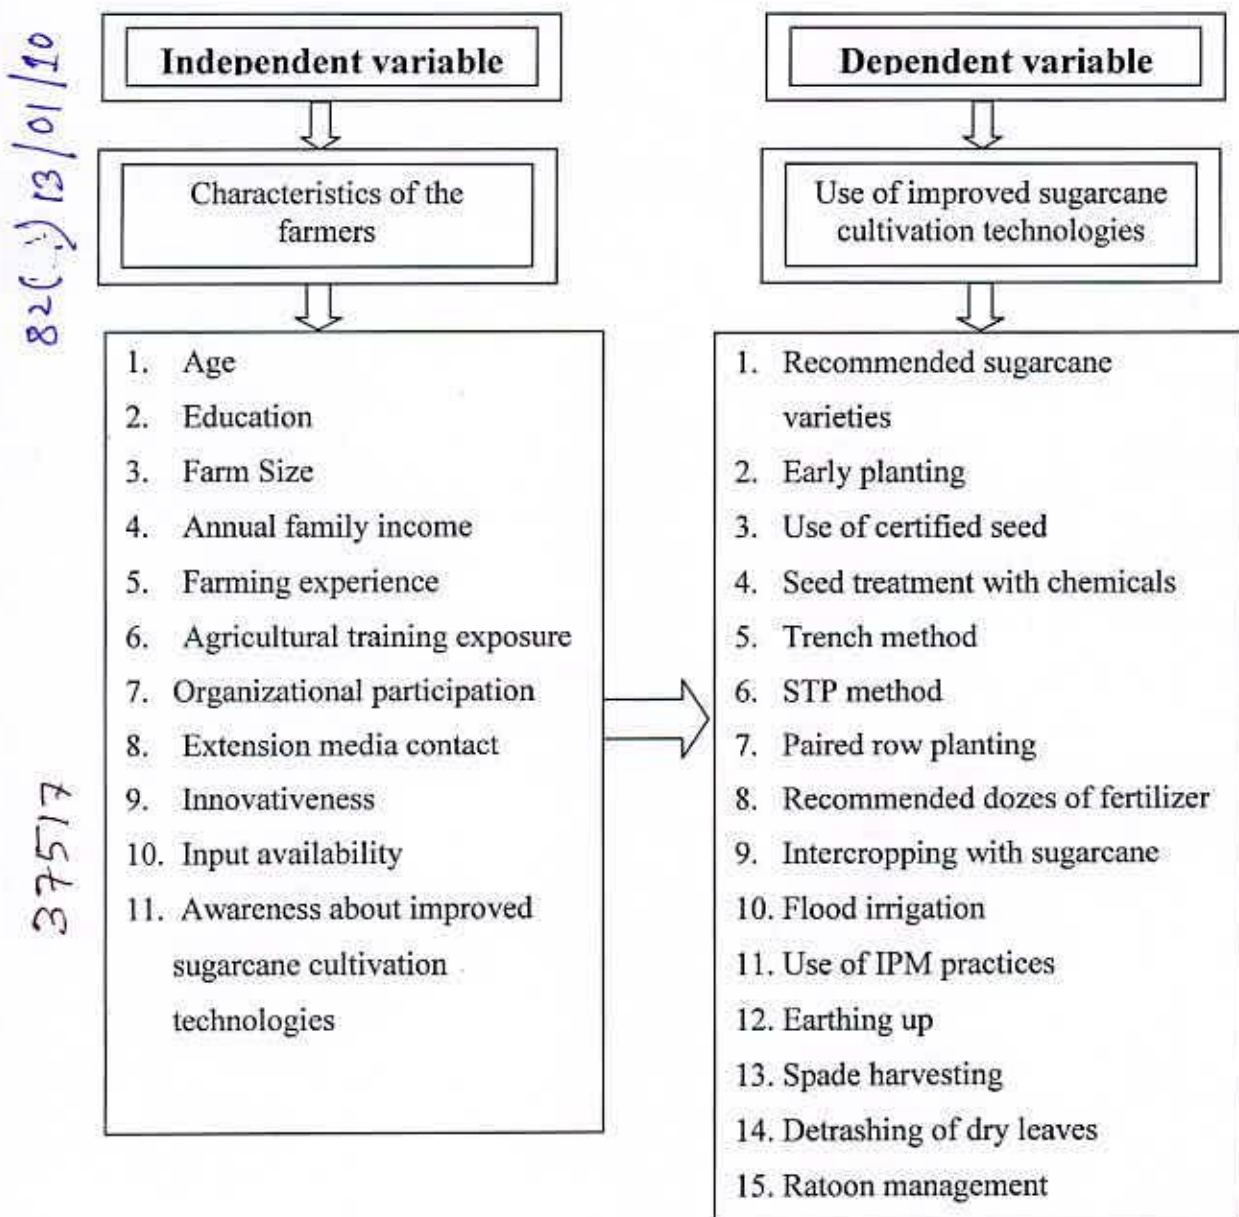 Independent variable
Characteristics of the
farmers
1. Age
2. Education
3. Farm Size
4. Annual family income
5. Farming experience
6. Agricultural training exposure
7. Organizational participation
8. Extension media contact
9. Innovativeness
10. Input availability
11. Awareness about improved
sugarcane cultivation
technologies
Dependent variable
Use of improved sugarcane
cultivation technologies
1. Recommended sugarcane
varieties
2. Early planting
3. Use of certified seed
4. Seed treatment with chemicals
5. Trench method
6. STP method
7. Paired row planting
8. Recommended dozes of fertilizer
9. Intercropping with sugarcane
10. Flood irrigation
11. Use of IPM practices
12. Earthing up
13. Spade harvesting
14. Detrashing of dry leaves
15. Ratoon management
13/01/10
37517